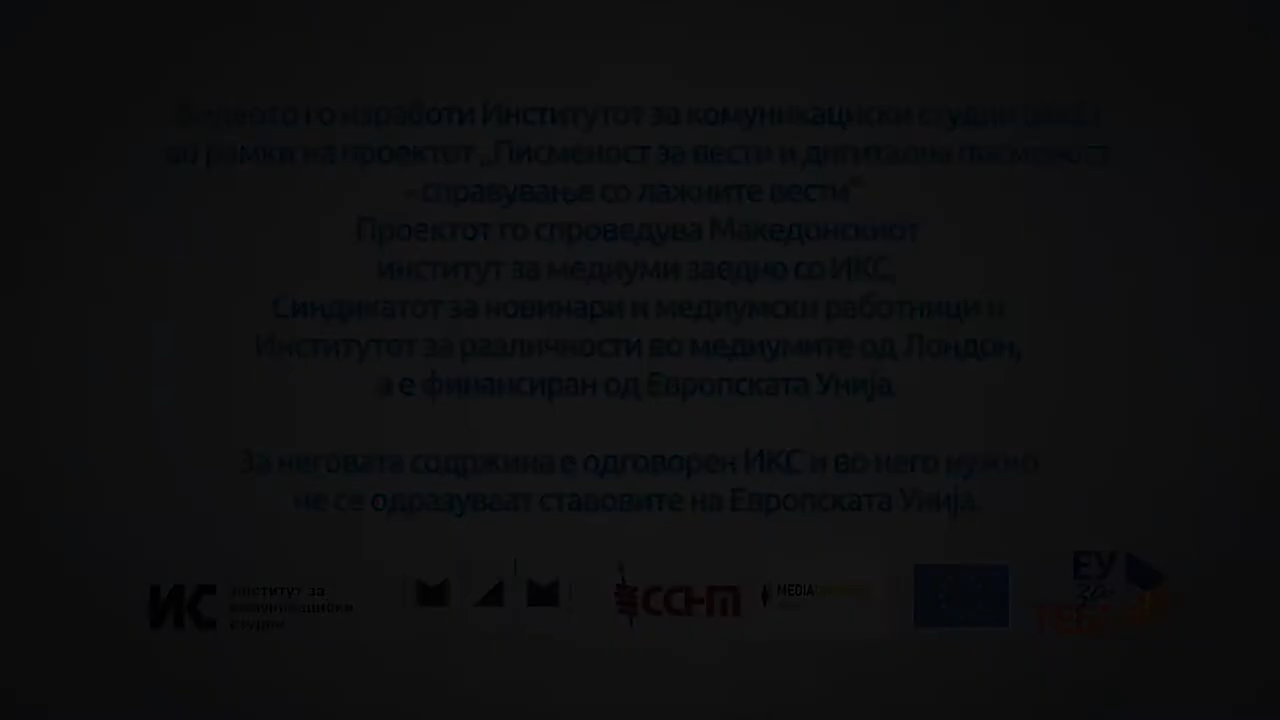 Видеото го изработи Институтот за комуникациски студии (ИКС)
во рамки на проектот „Писменост за вести и дигитална писменост
- справување со лажните вести“
Проектот го спроведува Македонскиот
институт за медиуми заедно со ИКС,
Синдикатот за новинари и медиумски работници и
Институтот за различности во медиумите од Лондон,
а е финансиран од Европската Унија.
За неговата содржина е одговорен ИКС и во него нужно
не се одразуваат ставовите на Европската Унија.
ИС институт за
комуникациски
студии
ССНМ
MEDIA
ЕУ
за
тебе